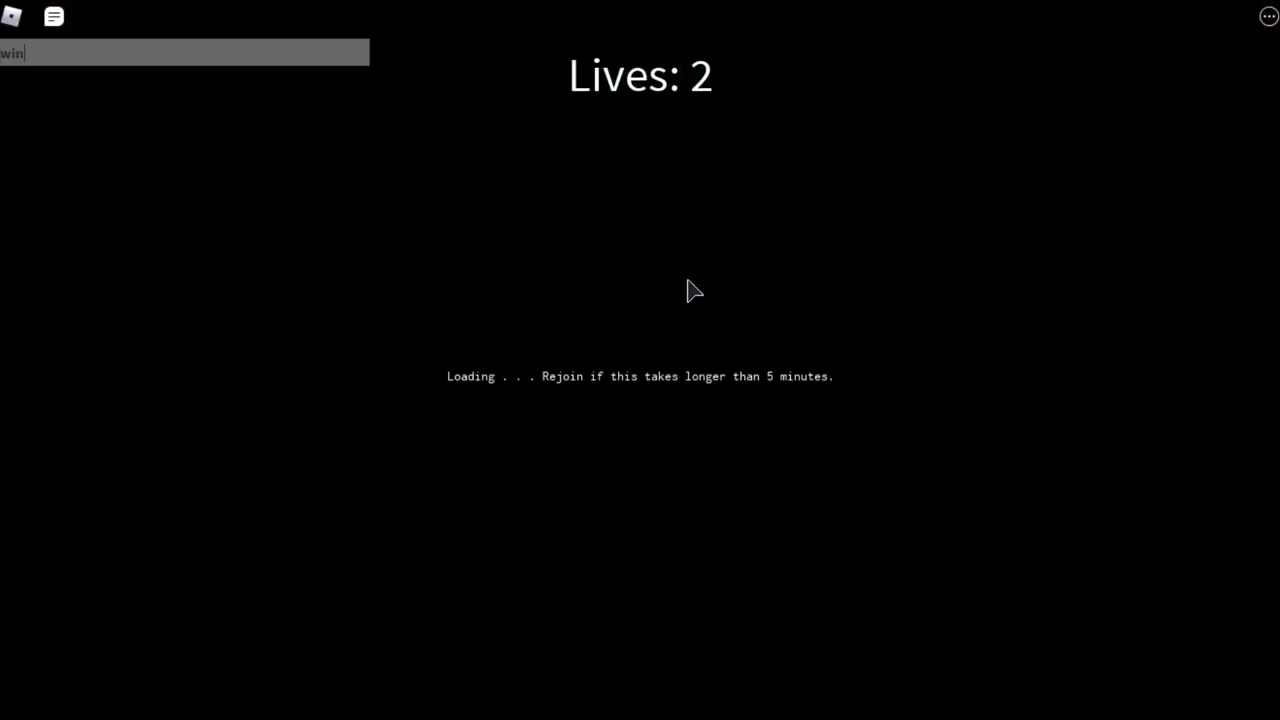 win
Lives: 2
Loading . . . Rejoin if this takes longer than 5 minutes.